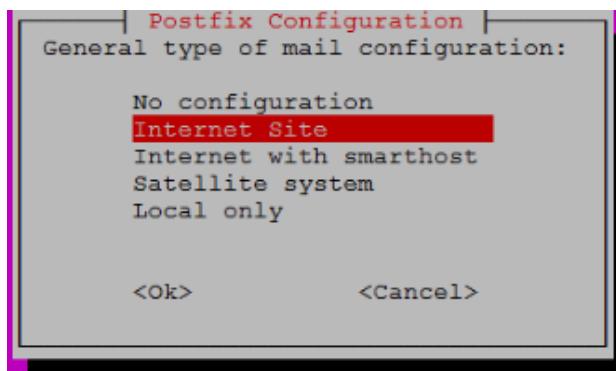 Postfix Configuration
General type of mail configuration:
No configuration
Internet Site
Internet with smarthost
Satellite system
Local only
<Ok> <Cancel>